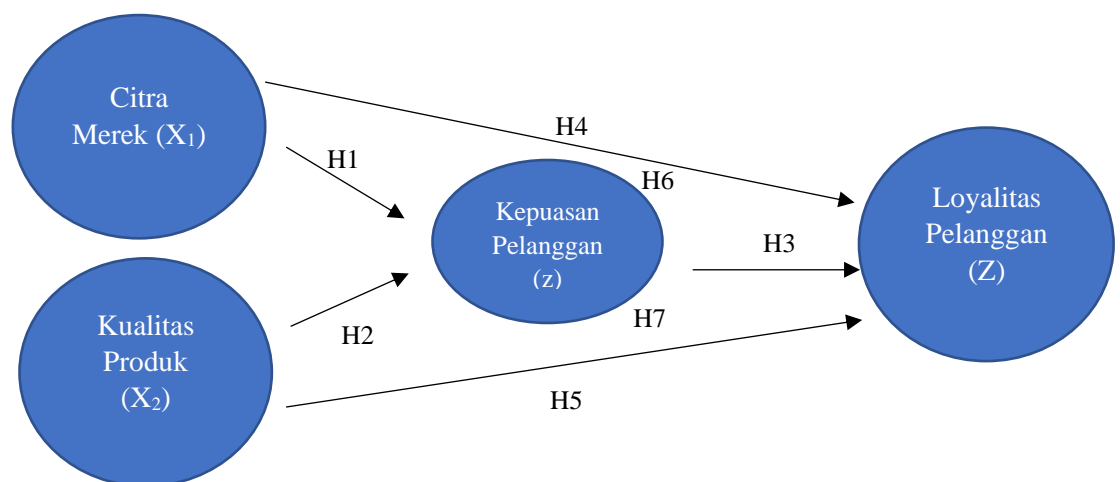 Citra
Merek (X₁)
H4
H1
H6
Kepuasan
Pelanggan
(z)
Loyalitas
Pelanggan
(Z)
H3
Kualitas
Produk
(X₂)
H2
H7
H5